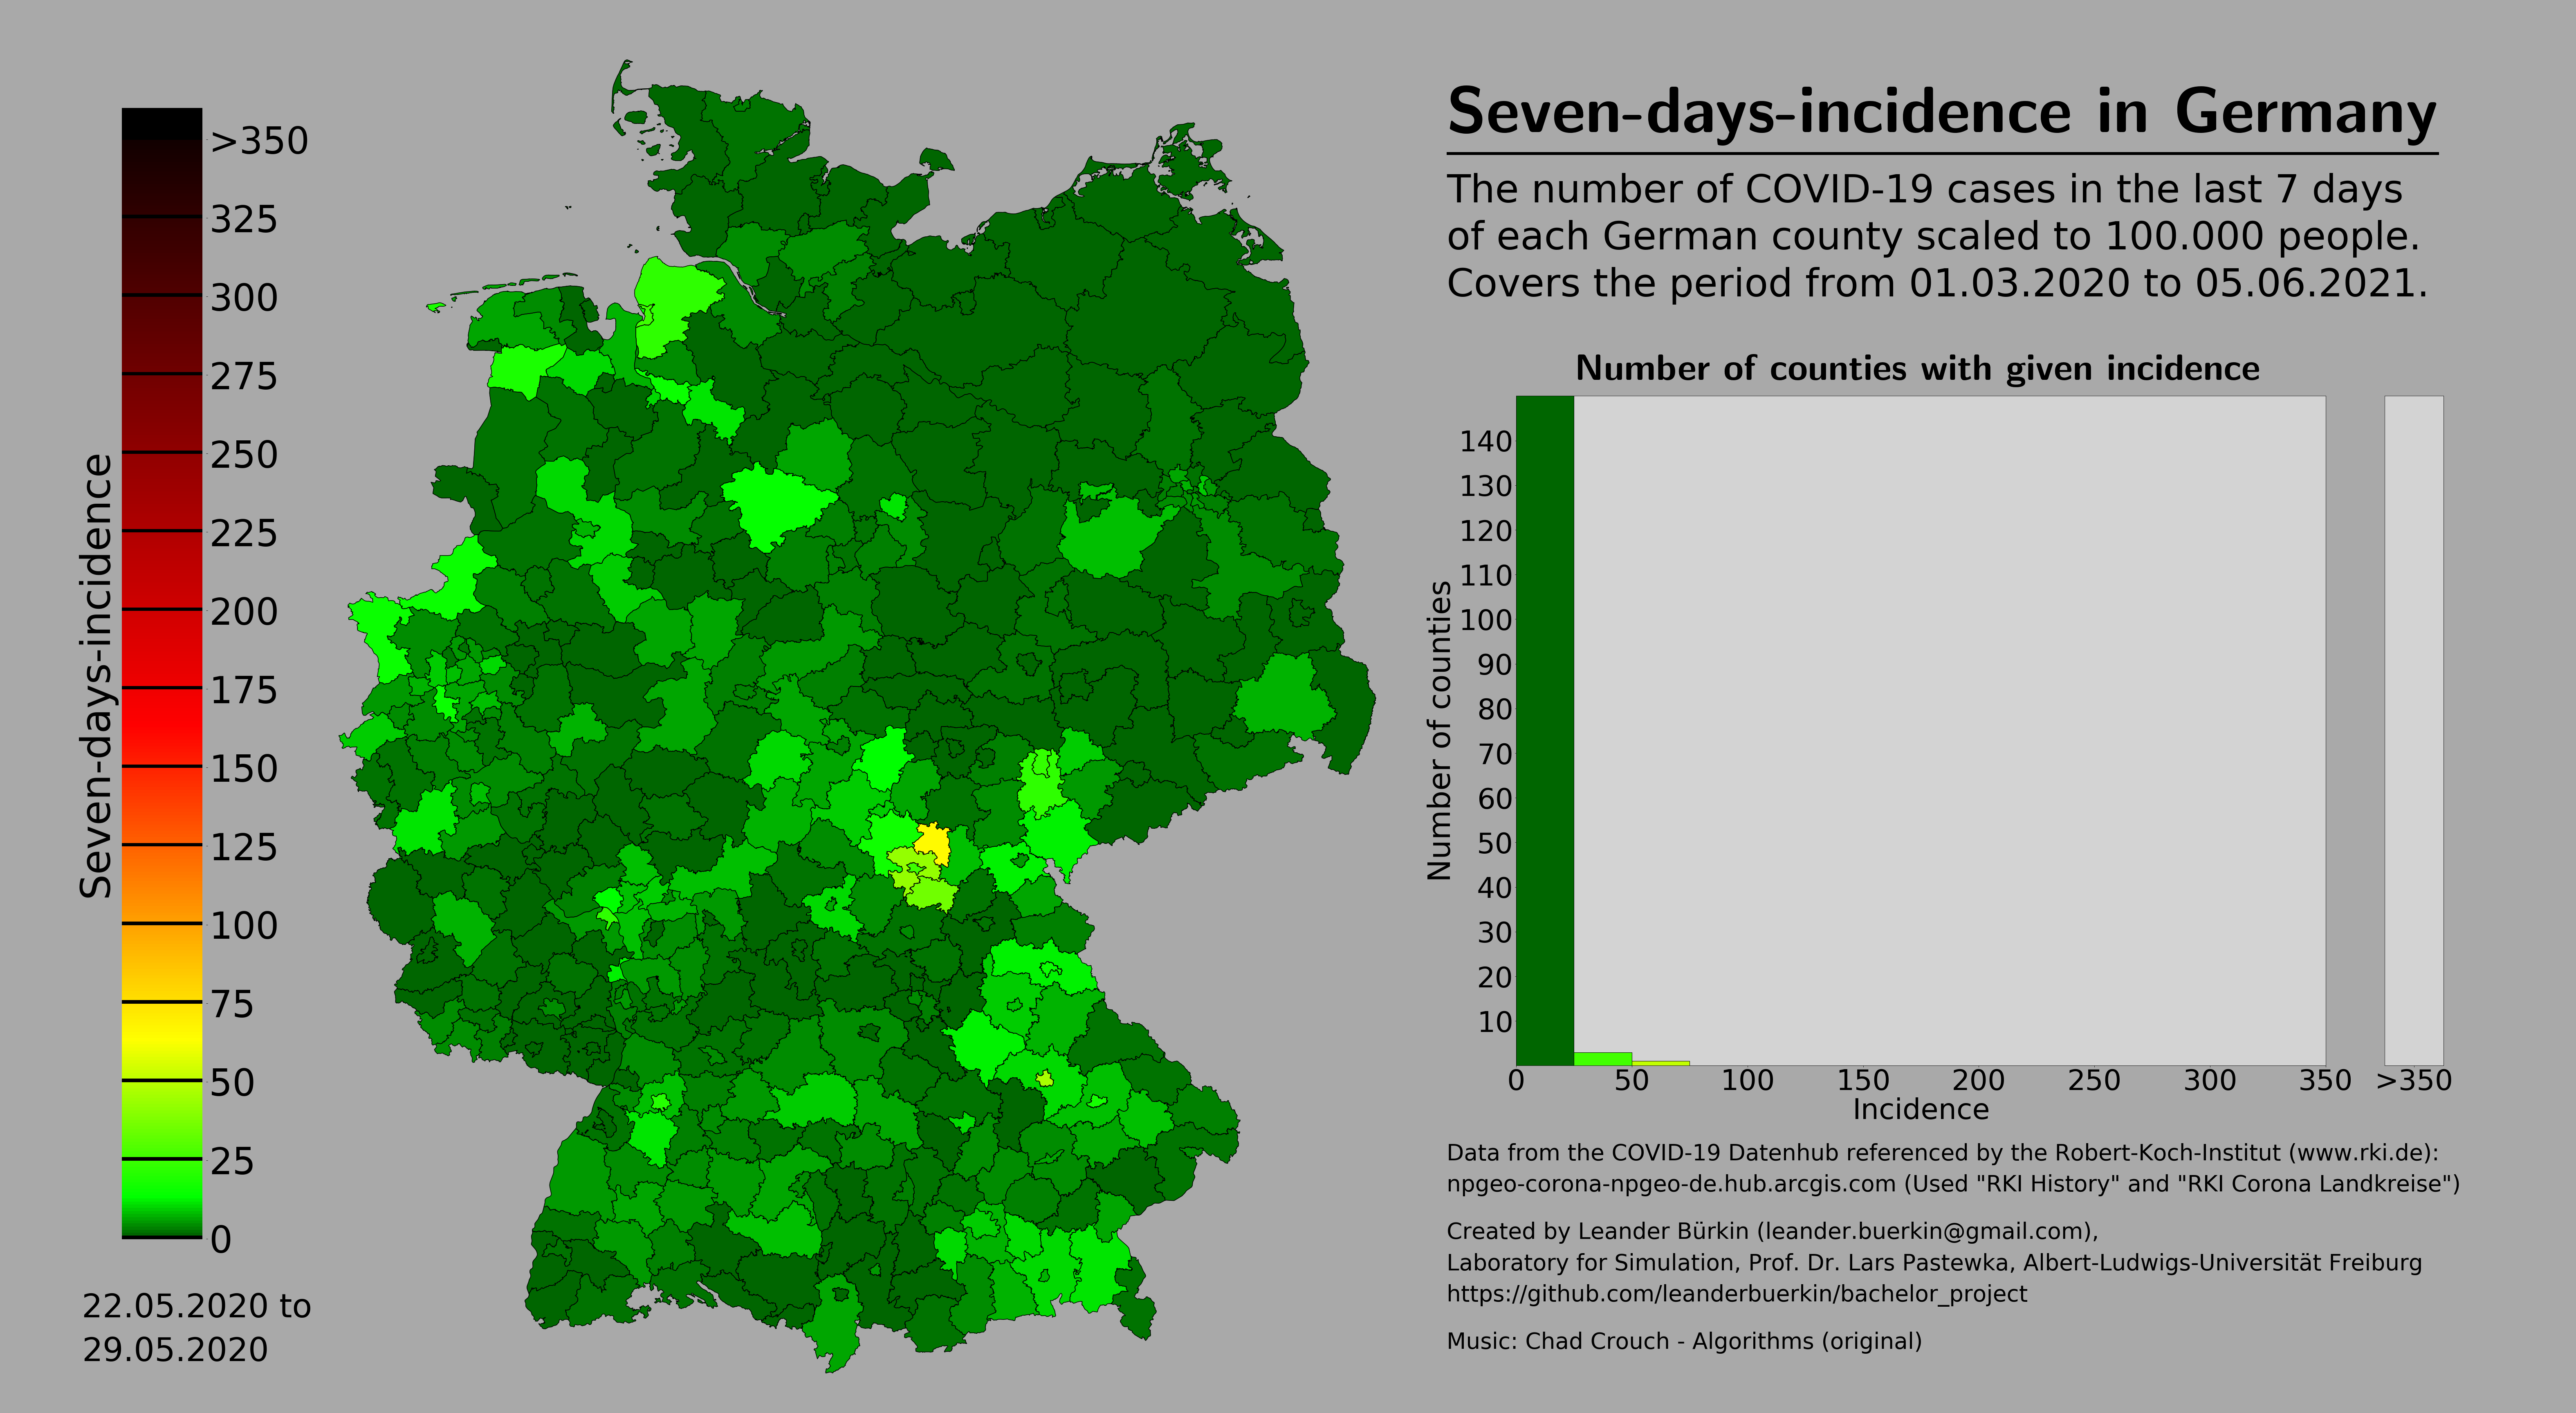 Seven-days-incidence in Germany
The number of COVID-19 cases in the last 7 days
of each German county scaled to 100.000 people.
Covers the period from 01.03.2020 to 05.06.2021.
Seven-days-incidence
>350
325
300
275
250
225
200
175
150
125
100
75
50
25
0
22.05.2020 to
29.05.2020
Number of counties with given incidence
Number of counties
140
130
120
110
100
90
80
70
60
50
40
30
20
10
0 50 100 150 200 250 300 350 >350
Incidence
Data from the COVID-19 Datenhub referenced by the Robert-Koch-Institut (www.rki.de):
npgeo-corona-npgeo-de.hub.arcgis.com (Used "RKI History" and "RKI Corona Landkreise")
Created by Leander Bürkin (leander.buerkin@gmail.com),
Laboratory for Simulation, Prof. Dr. Lars Pastewka, Albert-Ludwigs-Universität Freiburg
https://github.com/leanderbuerkin/bachelor_project
Music: Chad Crouch - Algorithms (original)